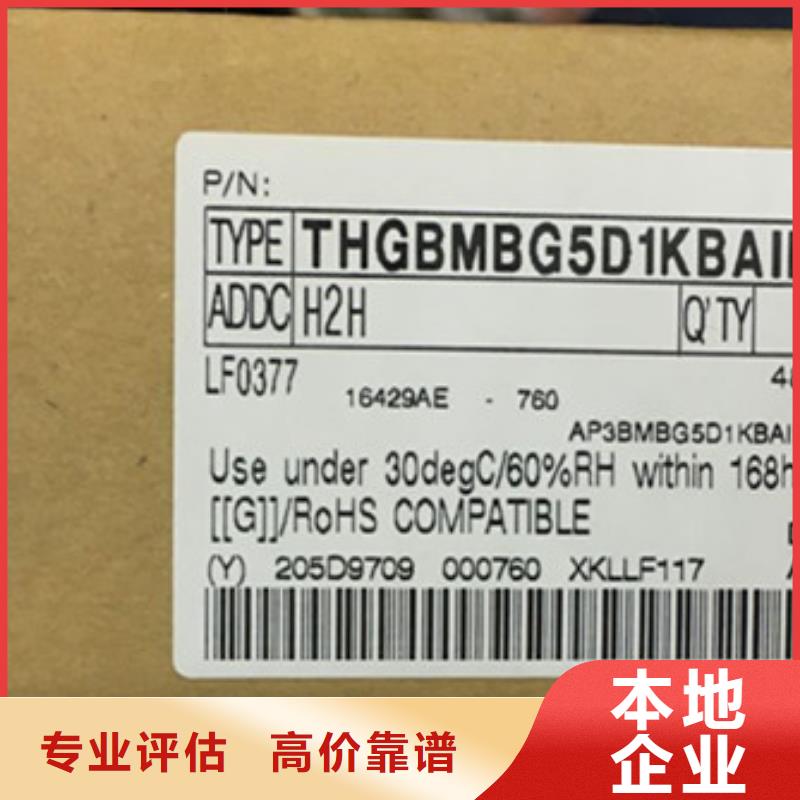 P/N:
TYPE THGBMBG5D1KBAI
ADDC H2H Q'TY
LF0377
16429AE - 760
AP3BMBG5D1KBAI
Use under 30degC/60%RH within 168h
[[G]]/RoHS COMPATIBLE
(Y) 205D9709 000760 XKLLF117
本地
企业
专业评估 高价靠谱